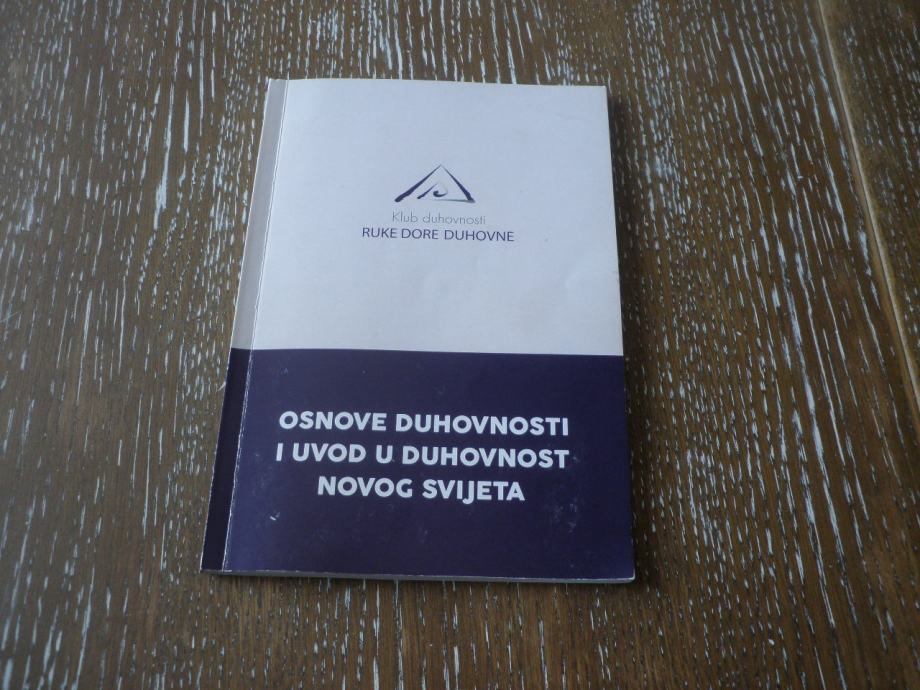 Klub duhovnosti
RUKE DORE DUHOVNE
OSNOVE DUHOVNOSTI
I UVOD U DUHOVNOST
NOVOG SVIJETA